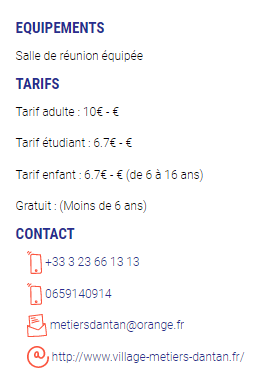 EQUIPEMENTS
Salle de réunion équipée
TARIFS
Tarif adulte : 10€ - €
Tarif étudiant : 6.7€ - €
Tarif enfant : 6.7€ - € (de 6 à 16 ans)
Gratuit : (Moins de 6 ans)
CONTACT
+33 3 23 66 13 13
0659140914
metiersdantan@orange.fr
http://www.village-metiers-dantan.fr/